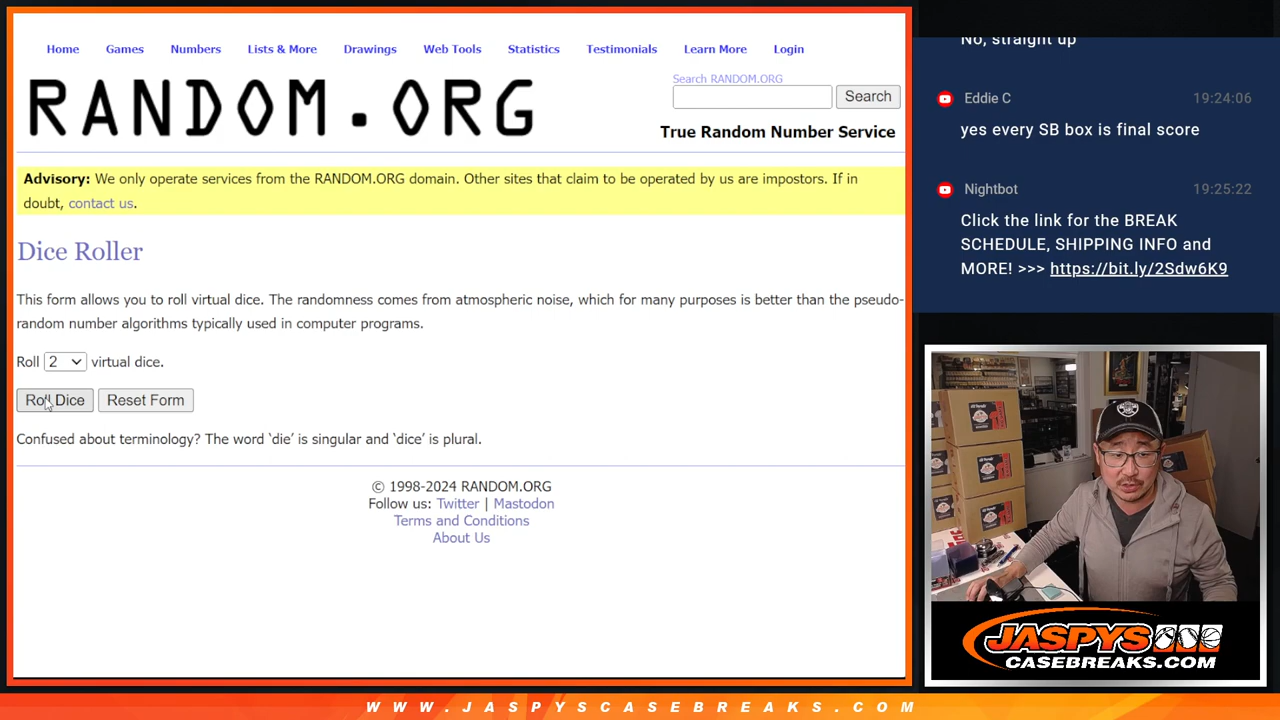 Home Games Numbers Lists & More Drawings Web Tools Statistics Testimonials Learn More Login
RANDOM.ORG
Search RANDOM.ORG
Search
True Random Number Service
Advisory: We only operate services from the RANDOM.ORG domain. Other sites that claim to be operated by us are impostors. If in
doubt, contact us.
Dice Roller
This form allows you to roll virtual dice. The randomness comes from atmospheric noise, which for many purposes is better than the pseudo-
random number algorithms typically used in computer programs.
Roll 2 virtual dice.
Roll Dice Reset Form
Confused about terminology? The word ‘die’ is singular and ‘dice’ is plural.
© 1998-2024 RANDOM.ORG
Follow us: Twitter | Mastodon
Terms and Conditions
About Us
No, straight up
Eddie C 19:24:06
yes every SB box is final score
Nightbot 19:25:22
Click the link for the BREAK
SCHEDULE, SHIPPING INFO and
MORE! >>> https://bit.ly/2Sdw6K9
JASPYS
CASEBREAKS.COM
WWW.JASPYSCASEBREAKS.COM